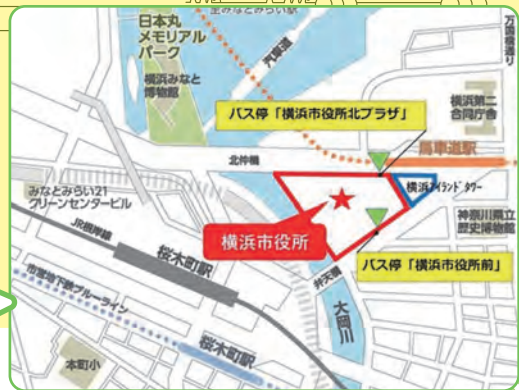 日本丸
メモリアル
パーク
汽車道
万国橋通り
横浜みなと
博物館
バス停「横浜市役所北プラザ」
横浜第二
合同庁舎
馬車道駅
北仲橋
横浜アイランドタワー
みなとみらい21
グリーンセンタービル
神奈川県立
歴史博物館
横浜市役所
JR根岸線
桜木町駅
弁天橋
バス停「横浜市役所前」
市営地下鉄ブルーライン
大岡川
桜木町駅
本町小